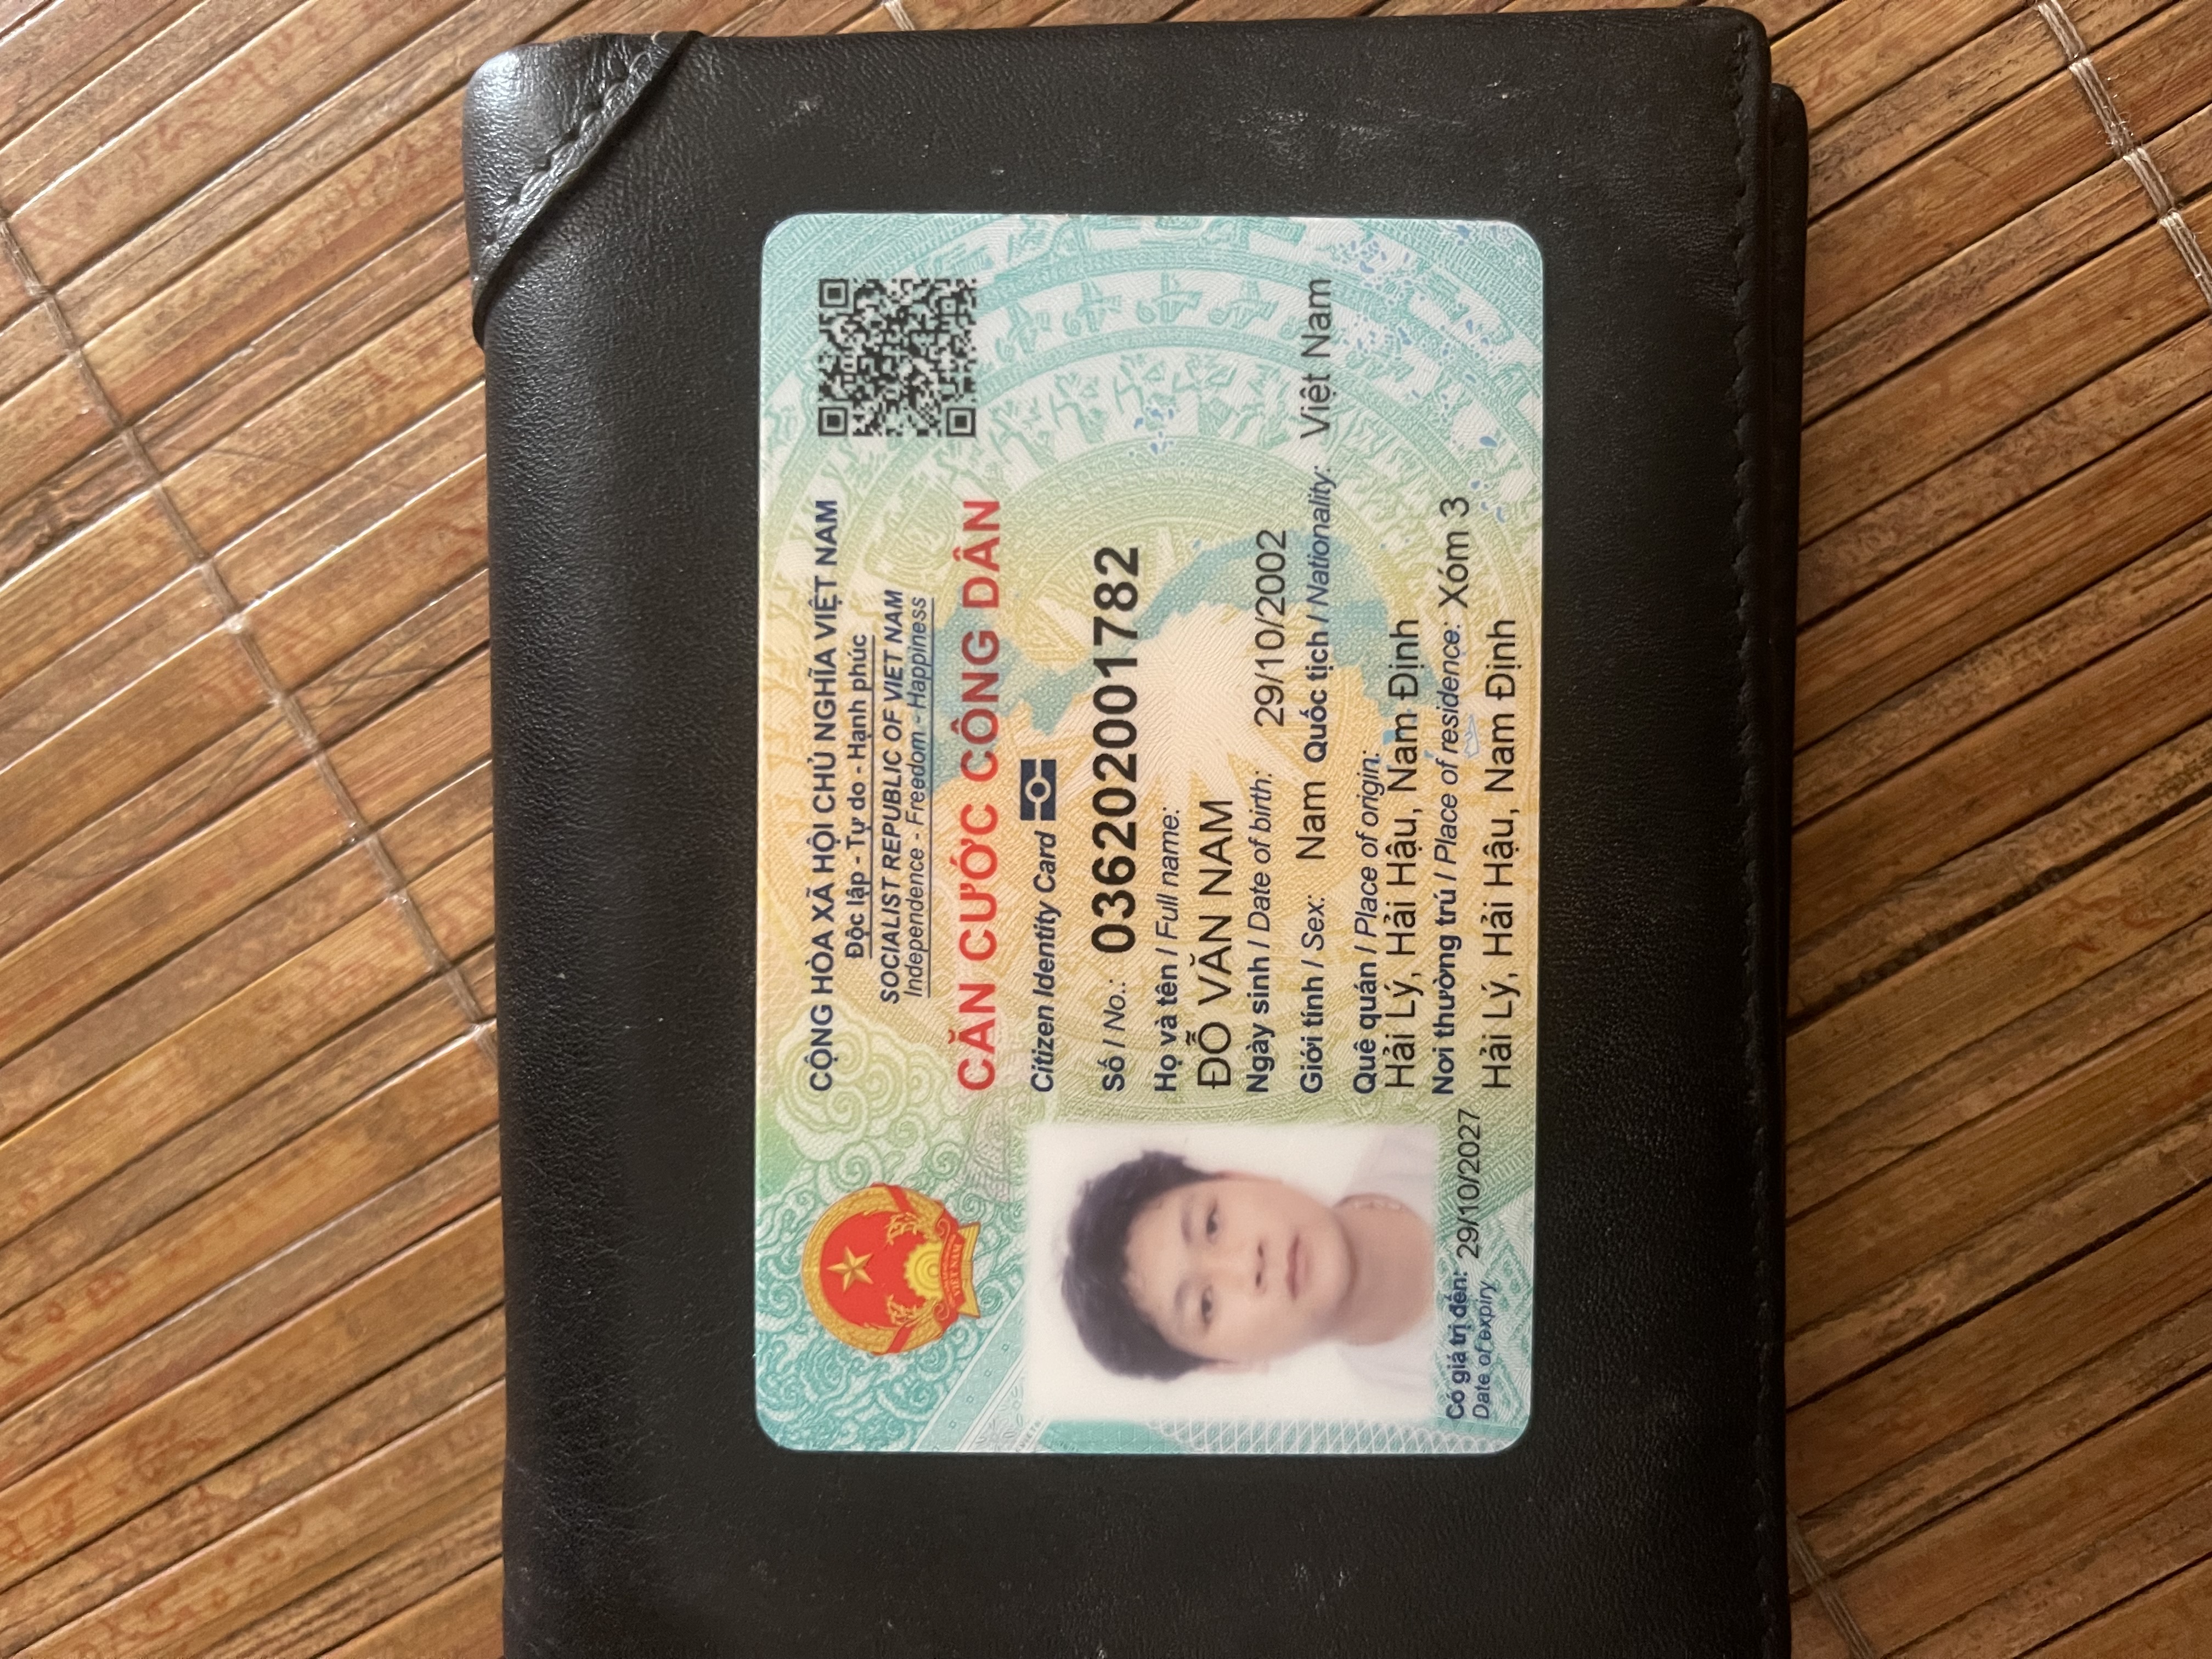 CỘNG HÒA XÃ HỘI CHỦ NGHĨA VIỆT NAM
Độc lập - Tự do - Hạnh phúc
SOCIALIST REPUBLIC OF VIET NAM
Independence - Freedom - Happiness
CĂN CƯỚC CÔNG DÂN
Citizen Identity Card
Số / No.: 036202001782
Họ và tên / Full name:
ĐỖ VĂN NAM
Ngày sinh / Date of birth: 29/10/2002
Giới tính / Sex: Nam Quốc tịch / Nationality: Việt Nam
Quê quán / Place of origin:
Hải Lý, Hải Hậu, Nam Định
Nơi thường trú / Place of residence: Xóm 3
Hải Lý, Hải Hậu, Nam Định
Có giá trị đến: 29/10/2027
Date of expiry